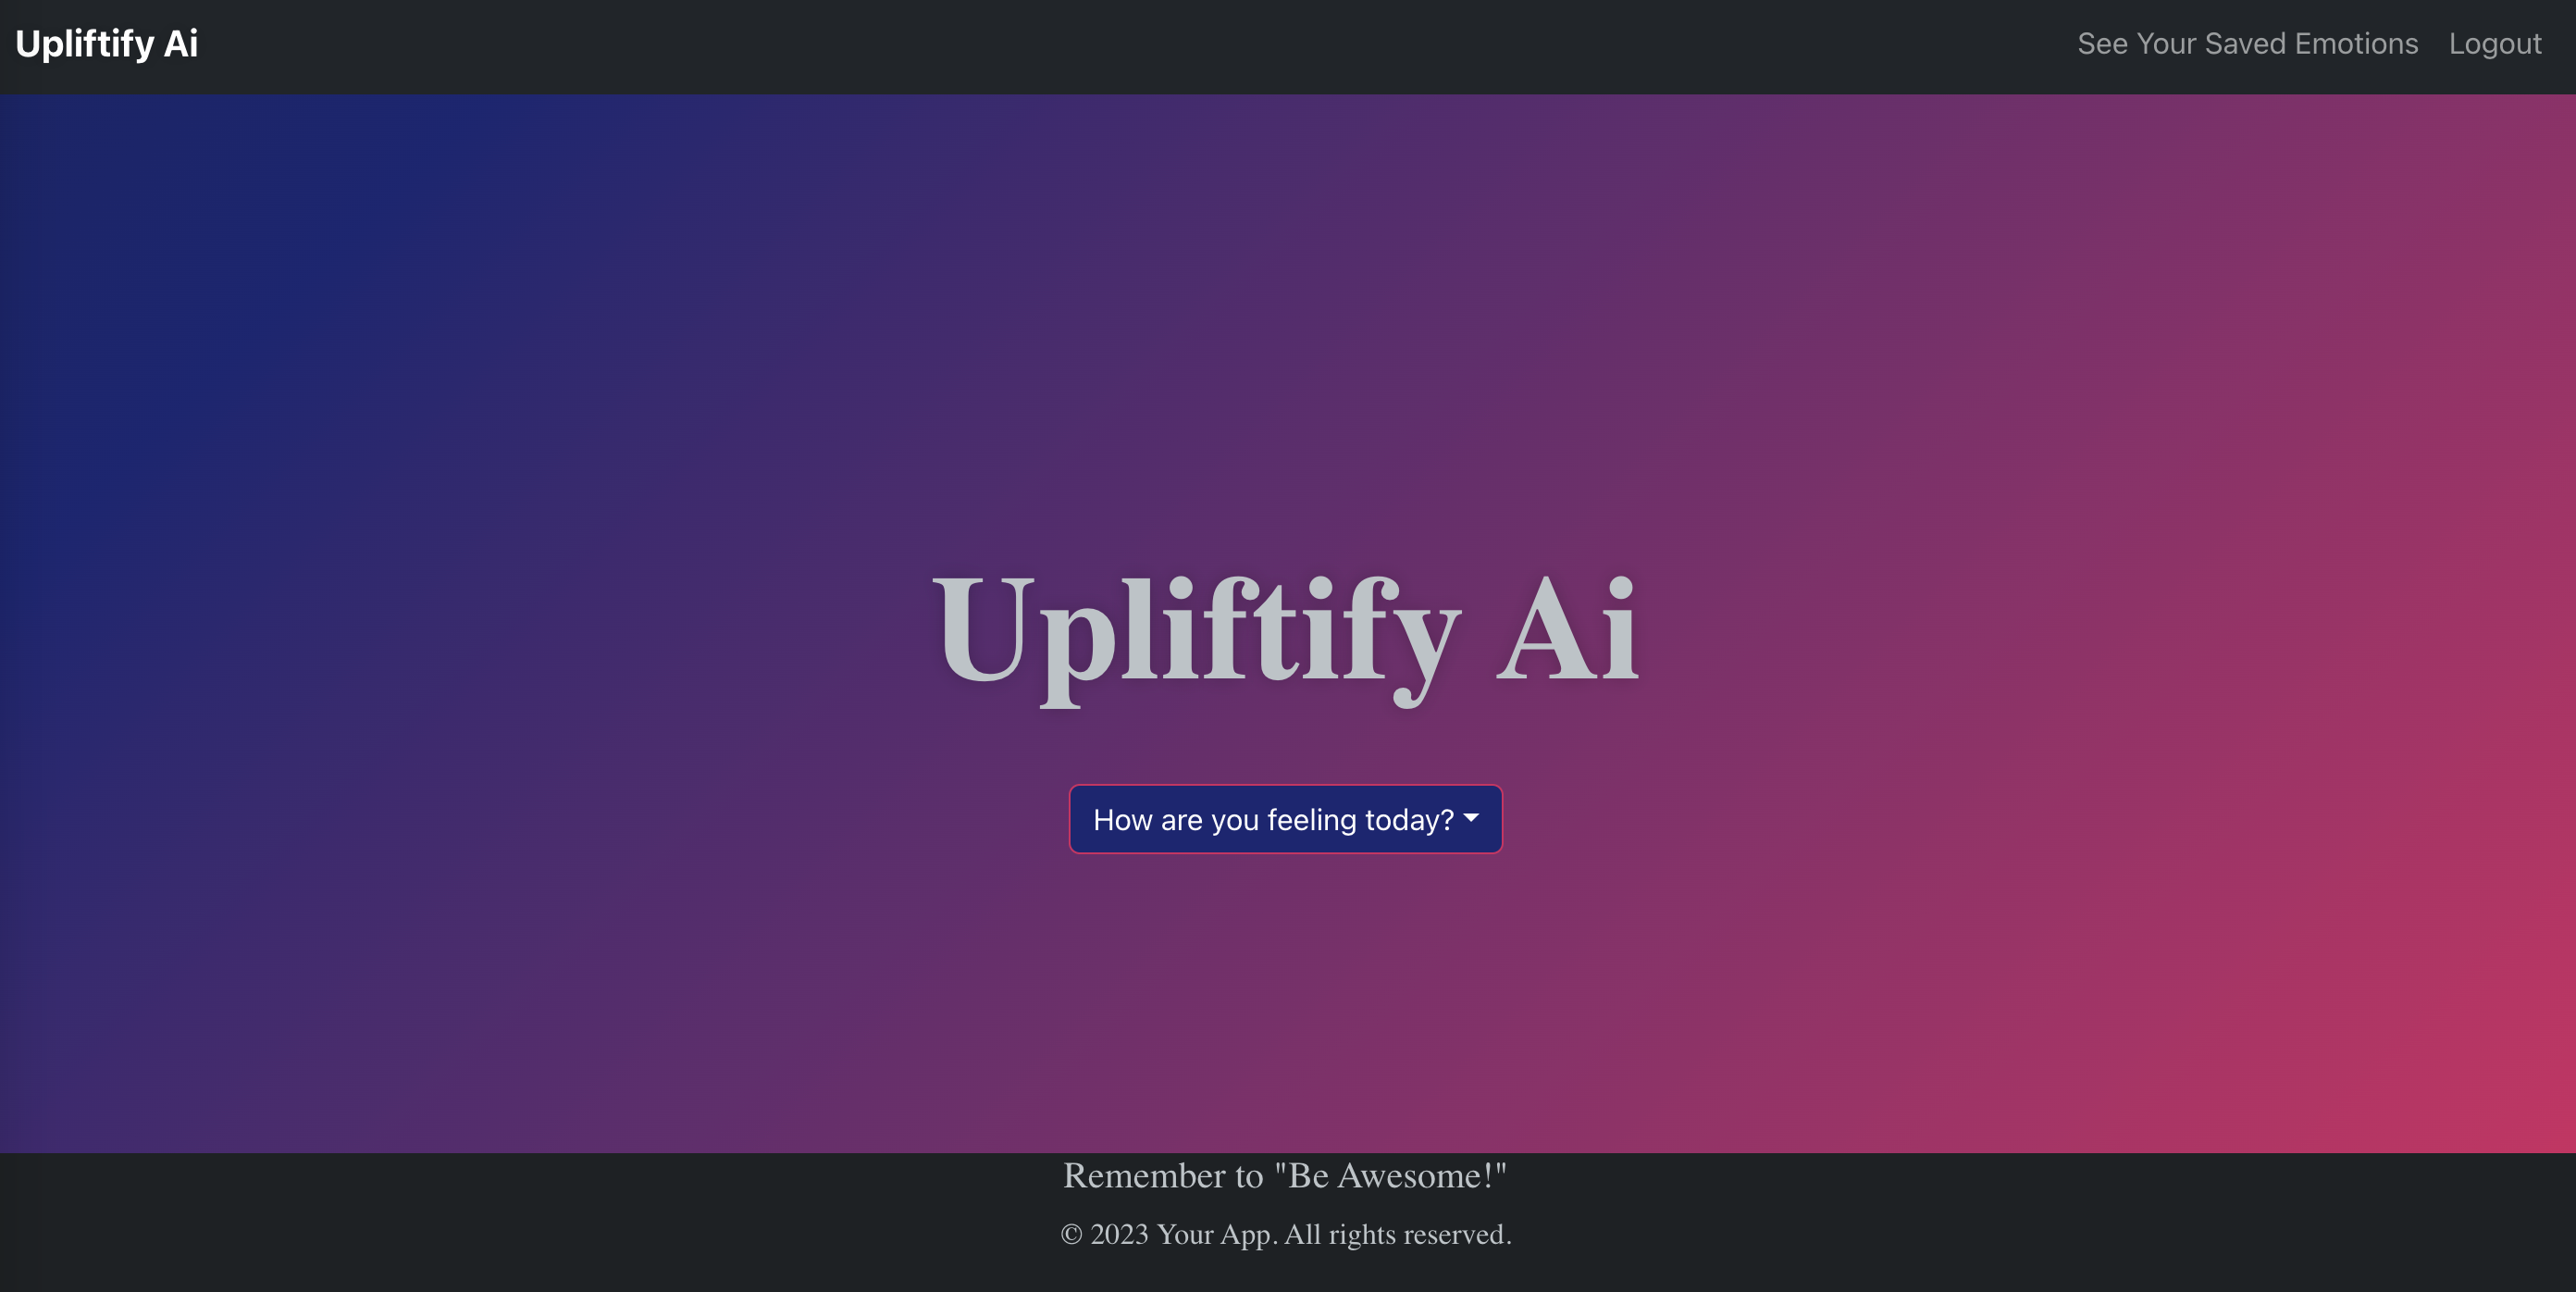 Upliftify Ai
See Your Saved Emotions Logout
Upliftify Ai
How are you feeling today?
Remember to "Be Awesome!"
© 2023 Your App. All rights reserved.